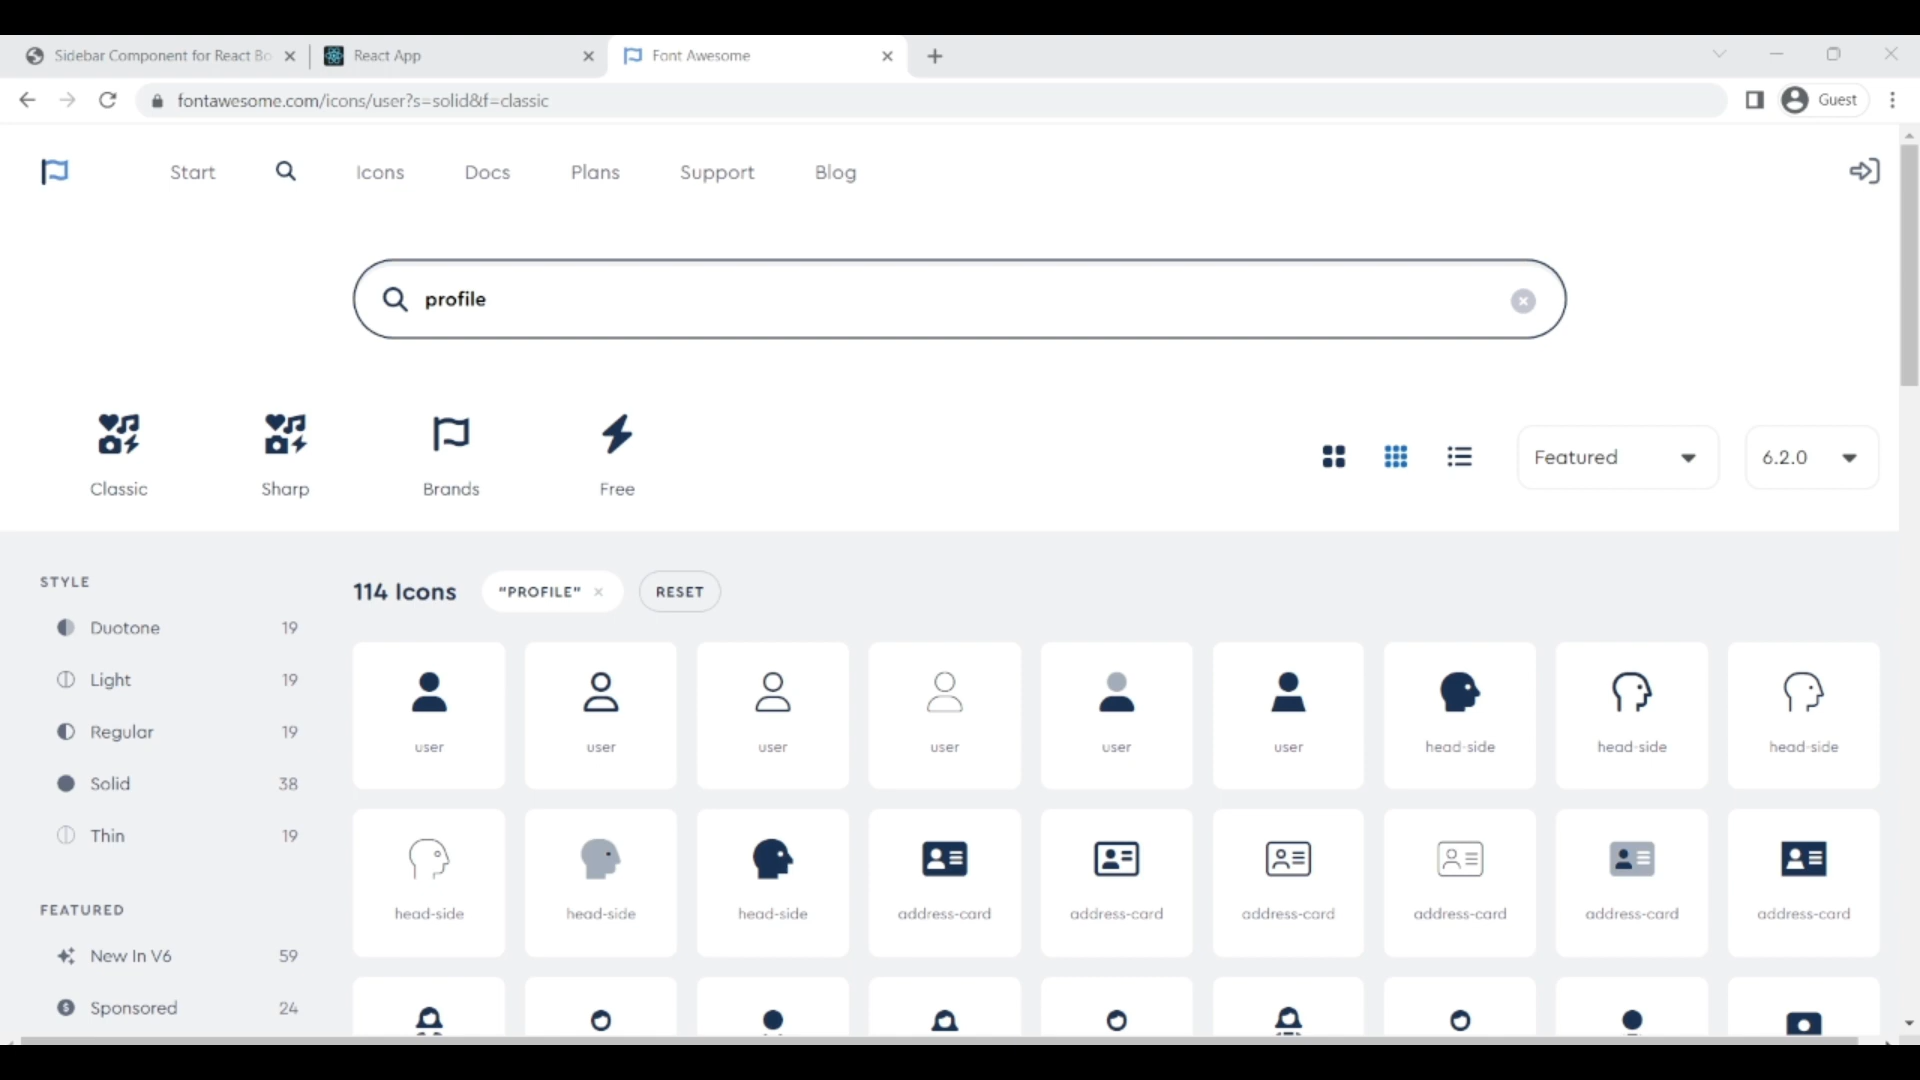 Sidebar Component for React Bo
React App
Font Awesome
fontawesome.com/icons/user?s=solid&f=classic
Guest
Start
Icons
Docs
Plans
Support
Blog
profile
Classic
Sharp
Brands
Free
Featured
6.2.0
STYLE
Duotone 19
Light 19
Regular 19
Solid 38
Thin 19
FEATURED
New In V6 59
Sponsored 24
114 Icons
"PROFILE"
RESET
user
user
user
user
user
user
head-side
head-side
head-side
head-side
head-side
head-side
address-card
address-card
address-card
address-card
address-card
address-card